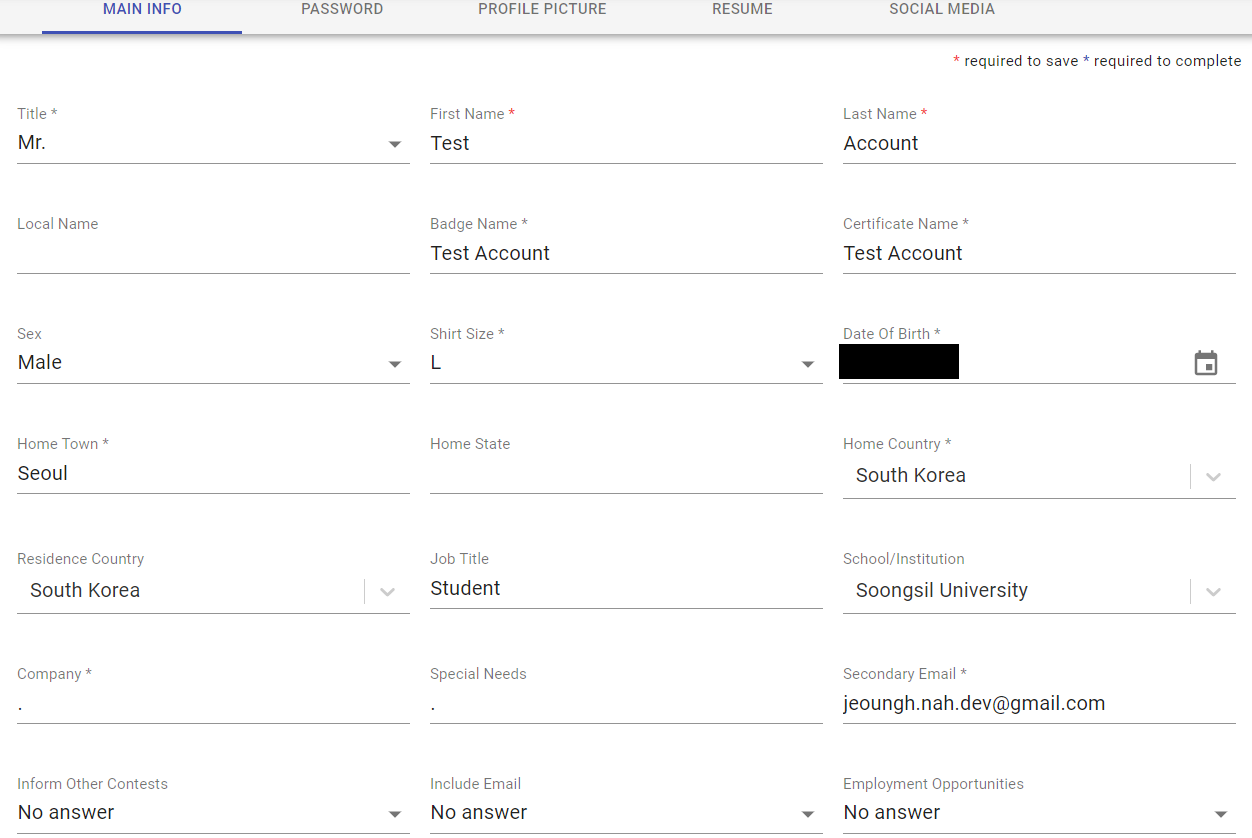 MAIN INFO PASSWORD PROFILE PICTURE RESUME SOCIAL MEDIA
* required to save * required to complete
Title * First Name * Last Name *
Mr. Test Account
Local Name Badge Name * Certificate Name *
Test Account Test Account
Sex Shirt Size * Date Of Birth *
Male L
Home Town * Home State Home Country *
Seoul South Korea
Residence Country Job Title School/Institution
South Korea Student Soongsil University
Company * Special Needs Secondary Email *
. . jeoungh.nah.dev@gmail.com
Inform Other Contests Include Email Employment Opportunities
No answer No answer No answer